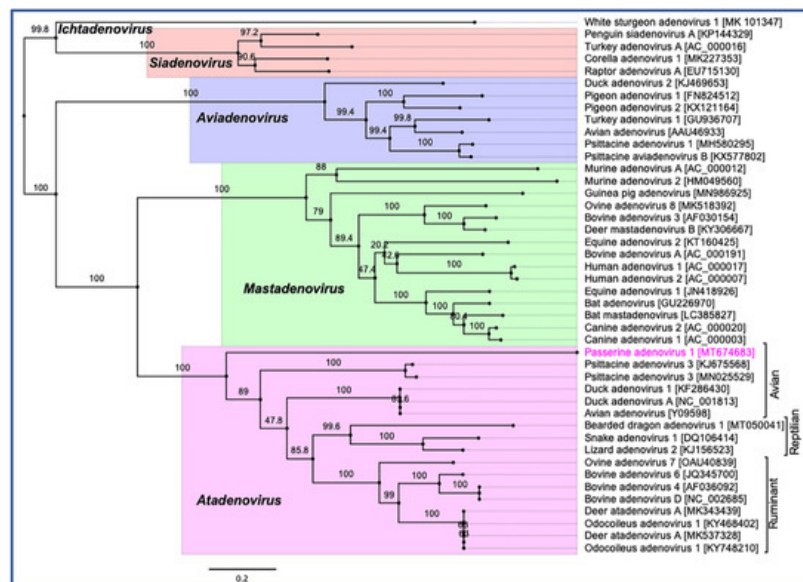 99.8
Ichtadenovirus
White sturgeon adenovirus 1 [MK 101347]
97.2
Penguin siadenovirus A [KP144329]
100
Turkey adenovirus A [AC_000016]
Siadenovirus
90.6
Corella adenovirus 1 [MK227353]
Raptor adenovirus A [EU715130]
100
Duck adenovirus 2 [KJ469653]
100
Pigeon adenovirus 1 [FN824512]
99.4
Pigeon adenovirus 2 [KX121164]
Aviadenovirus
99.8
Turkey adenovirus 1 [GU936707]
99.4
Avian adenovirus [AAU46933]
100
Psittacine adenovirus 1 [MH580295]
Psittacine aviadenovirus B [KX577802]
88
Murine adenovirus A [AC_000012]
100
Murine adenovirus 2 [HM049560]
100
Guinea pig adenovirus [MN986925]
79
100
Ovine adenovirus 8 [MK518392]
100
Bovine adenovirus 3 [AF030154]
Deer mastadenovirus B [KY306667]
89.4
20.2
Equine adenovirus 2 [KT160425]
Bovine adenovirus A [AC_000191]
47.4
100
Human adenovirus 1 [AC_000017]
100
Human adenovirus 2 [AC_000007]
Mastadenovirus
100
Equine adenovirus 1 [JN418926]
Bat adenovirus [GU226970]
100
Bat mastadenovirus [LC385827]
100
Canine adenovirus 2 [AC_000020]
Canine adenovirus 1 [AC_000003]
Passerine adenovirus 1 [MT674683]
100
100
Psittacine adenovirus 3 [KJ675568]
Psittacine adenovirus 3 [MN025529]
89
100
Duck adenovirus 1 [KF286430]
Duck adenovirus A [NC_001813]
Avian adenovirus [Y09598]
Avian
47.8
99.6
Bearded dragon adenovirus 1 [MT050041]
100
Snake adenovirus 1 [DQ106414]
Lizard adenovirus 2 [KJ156523]
Reptilian
85.8
Ovine adenovirus 7 [OAU40839]
100
Bovine adenovirus 6 [JQ345700]
100
Bovine adenovirus 4 [AF036092]
99
Bovine adenovirus D [NC_002685]
Atadenovirus
Deer atadenovirus A [MK343439]
100
Odocoileus adenovirus 1 [KY468402]
Deer atadenovirus A [MK537328]
Odocoileus adenovirus 1 [KY748210]
Ruminant
0.2